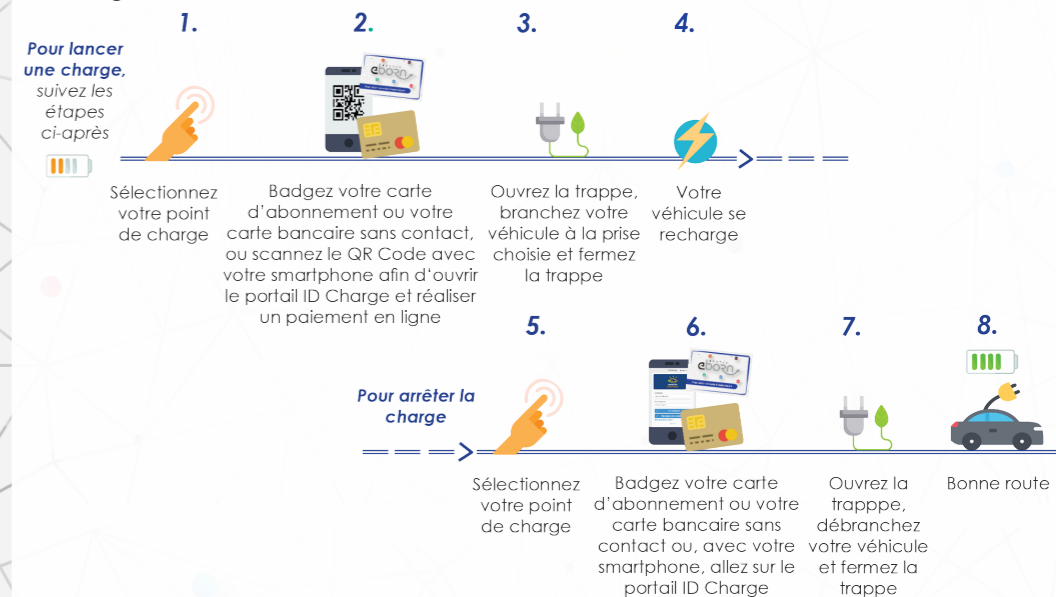 1.
2.
3.
4.
Pour lancer
une charge,
suivez les
étapes
ci-après
eborn
Sélectionnez
votre point
de charge
Badgez votre carte
d'abonnement ou votre
carte bancaire sans contact,
ou scannez le QR Code avec
votre smartphone afin d'ouvrir
le portail ID Charge et réaliser
un paiement en ligne
Ouvrez la trappe,
branchez votre
véhicule à la prise
choisie et fermez
la trappe
Votre
véhicule se
recharge
5.
6.
7.
8.
Pour arrêter la
charge
eborn
Sélectionnez
votre point
de charge
Badgez votre carte
d'abonnement ou votre
carte bancaire sans
contact ou, avec votre
smartphone, allez sur le
portail ID Charge
Ouvrez la
trapppe,
débranchez
votre véhicule
et fermez la
trappe
Bonne route